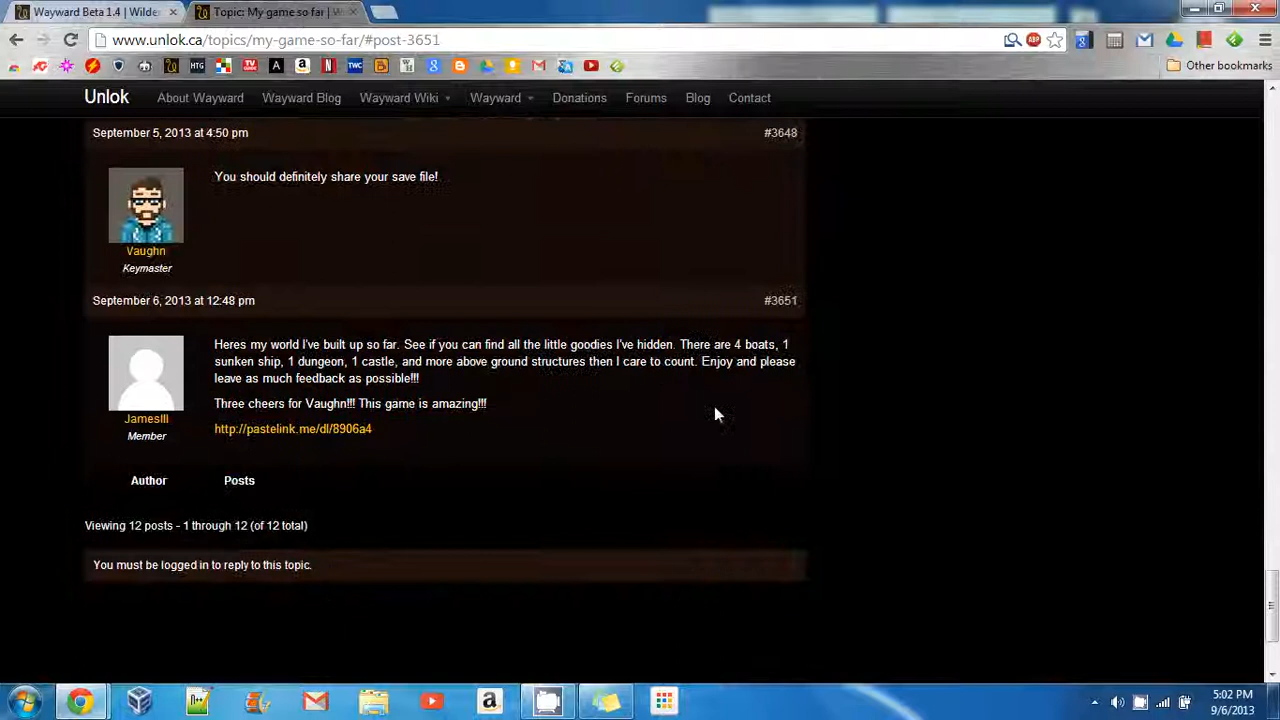 Wayward Beta 1.4 | Wilder
Topic: My game so far |
www.unlok.ca/topics/my-game-so-far/#post-3651
Other bookmarks
Unlok
About Wayward
Wayward Blog
Wayward Wiki
Wayward
Donations
Forums
Blog
Contact
September 5, 2013 at 4:50 pm
#3648
You should definitely share your save file!
Vaughn
Keymaster
September 6, 2013 at 12:48 pm
#3651
Heres my world I've built up so far. See if you can find all the little goodies I've hidden. There are 4 boats, 1
sunken ship, 1 dungeon, 1 castle, and more above ground structures then I care to count. Enjoy and please
leave as much feedback as possible!!!
Three cheers for Vaughn!!! This game is amazing!!!
http://pastelink.me/dl/8906a4
JamesIII
Member
Author
Posts
Viewing 12 posts - 1 through 12 (of 12 total)
You must be logged in to reply to this topic.
5:02 PM
9/6/2013